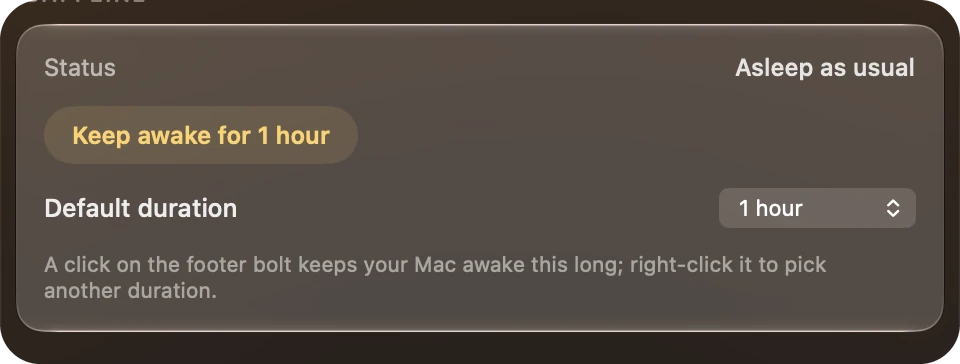 Status
Asleep as usual
Keep awake for 1 hour
Default duration
1 hour
A click on the footer bolt keeps your Mac awake this long; right-click it to pick
another duration.